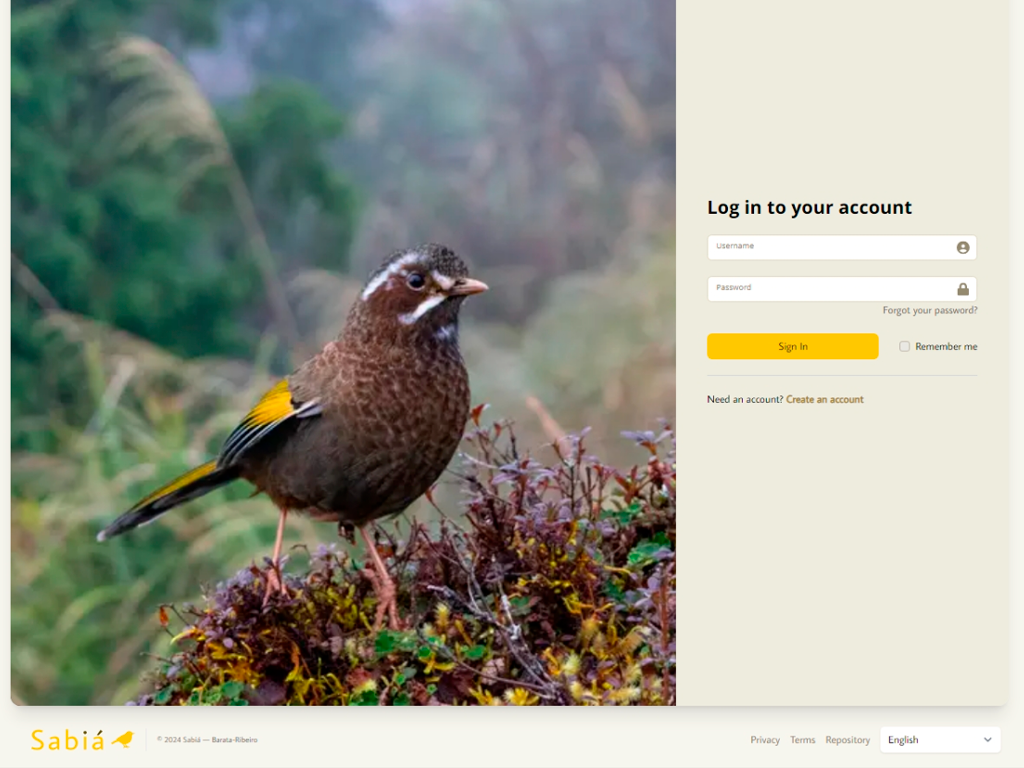 Log in to your account
Username
Password
Forgot your password?
Sign In
Remember me
Need an account? Create an account
Sabiá
© 2024 Sabiá — Barata-Ribeiro
Privacy Terms Repository English